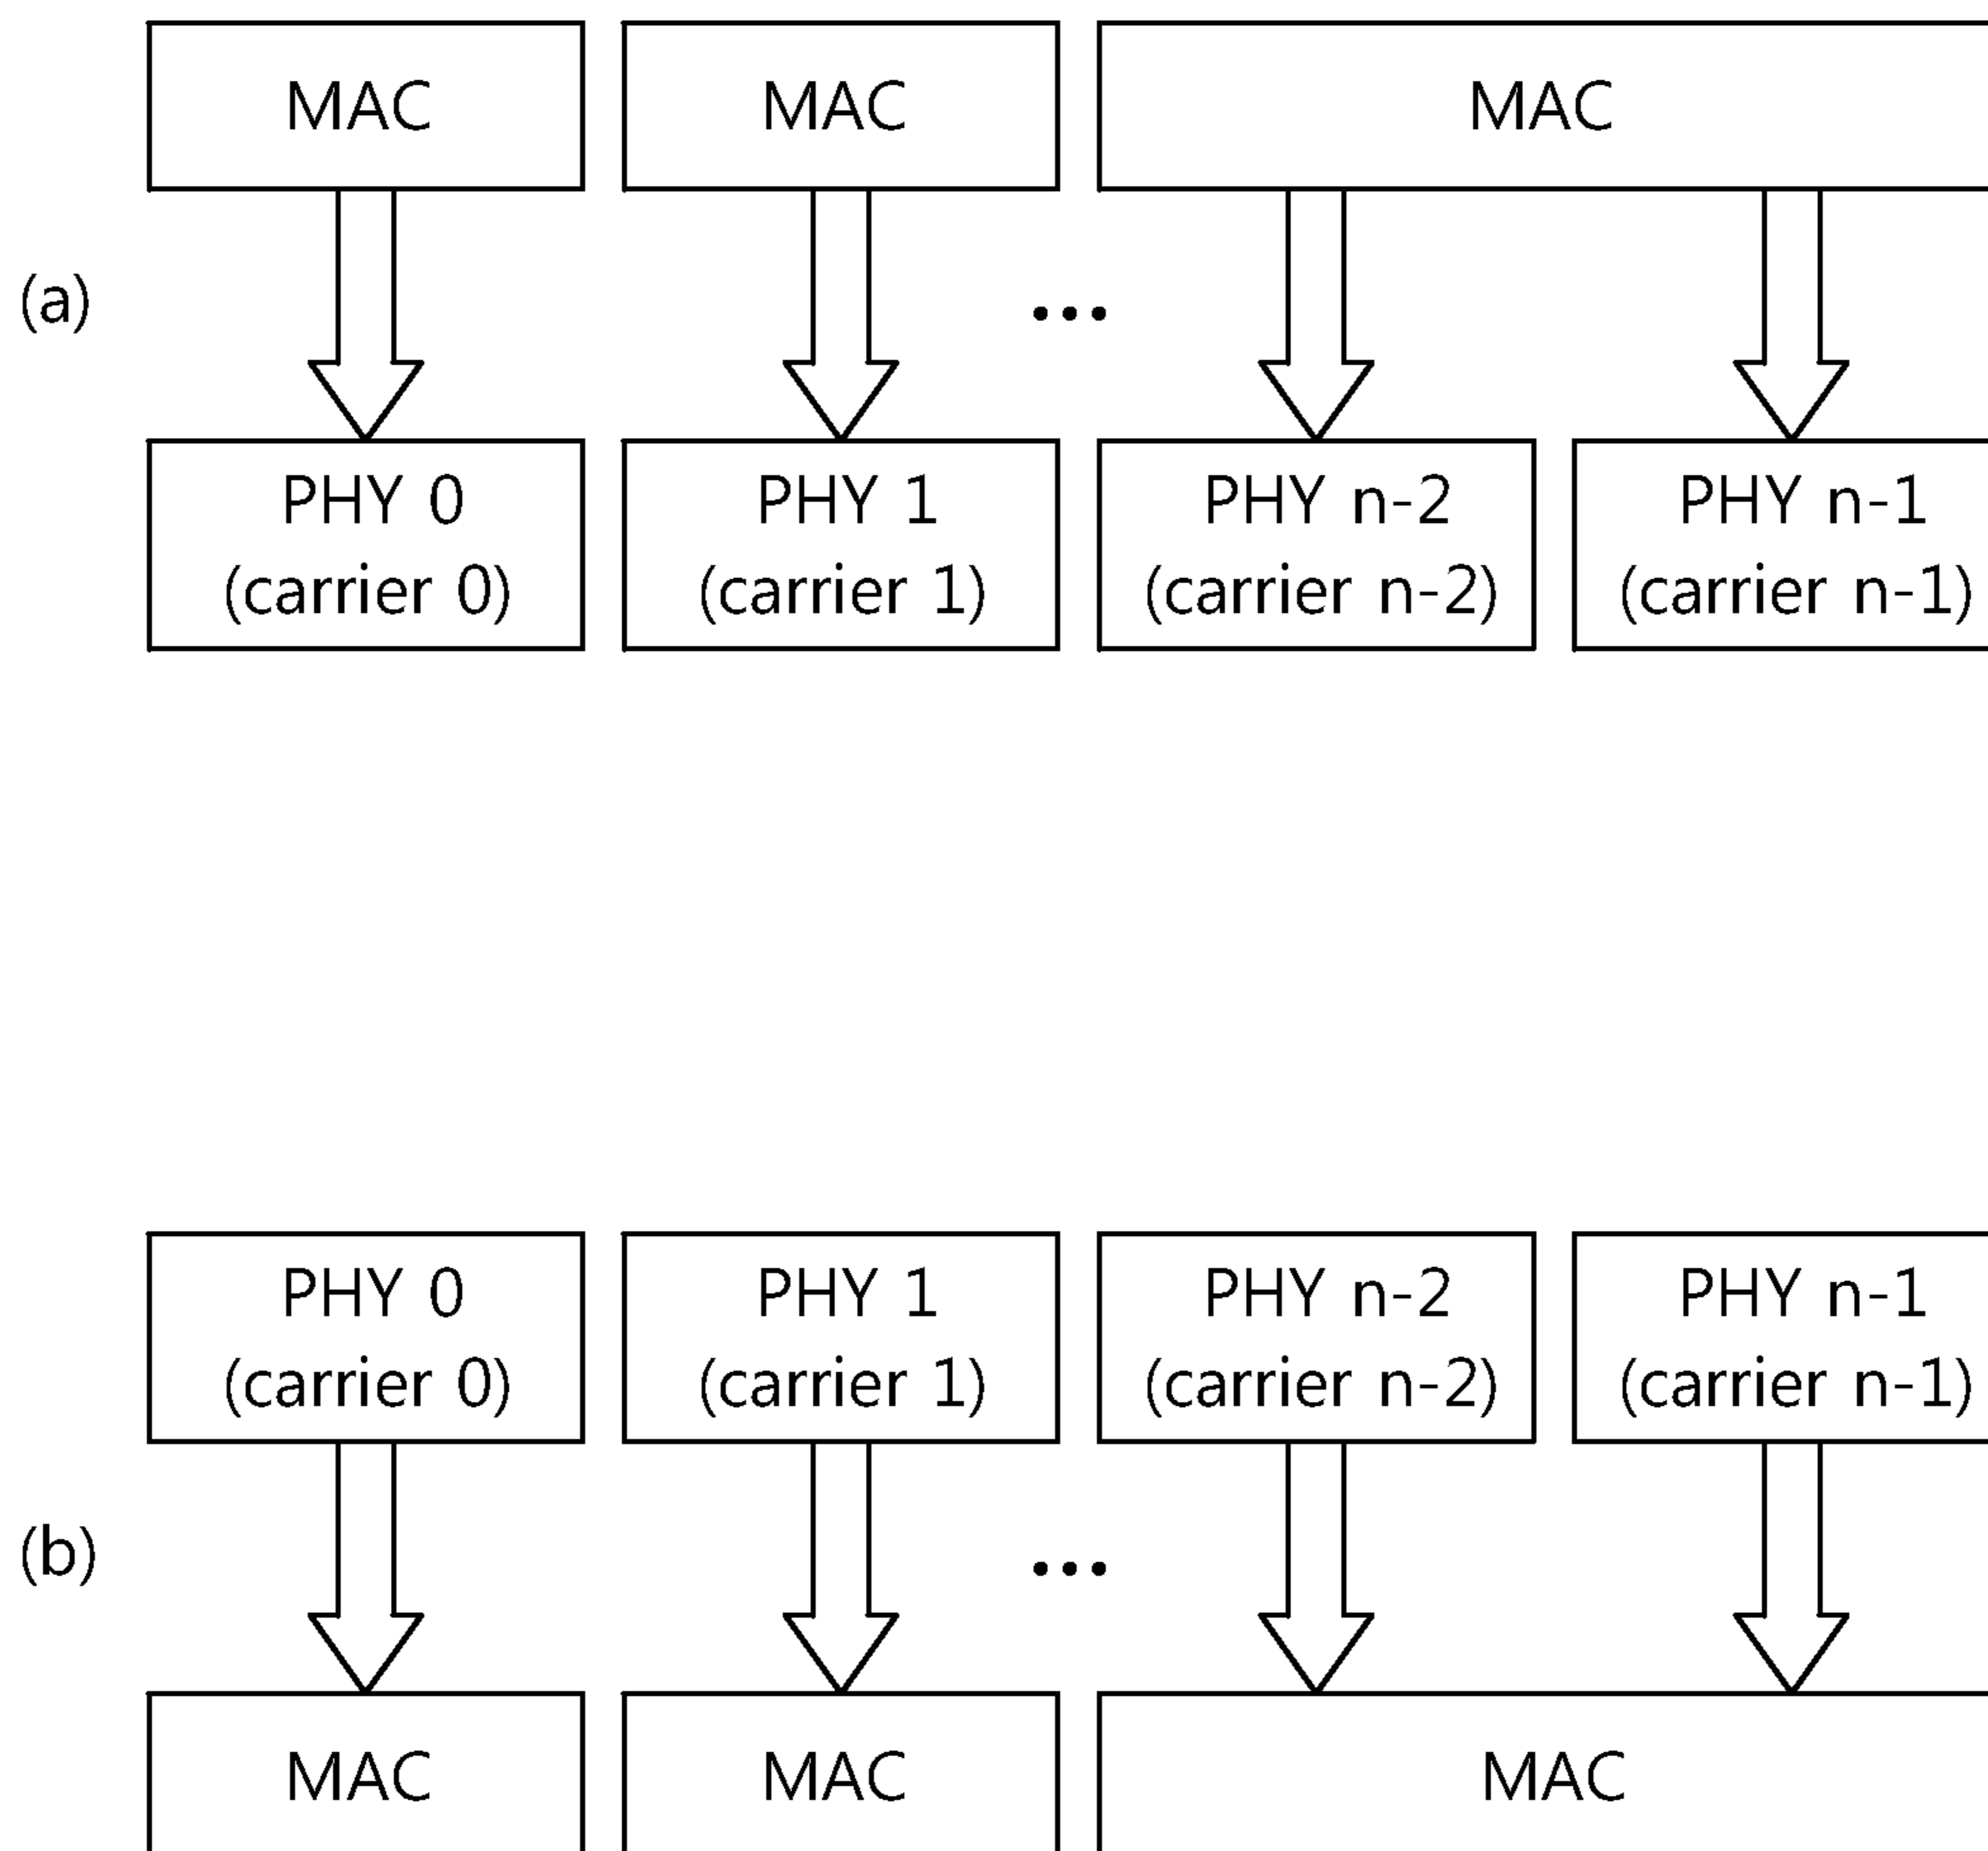 MAC MAC MAC
(a)
...
PHY 0 PHY 1 PHY n-2 PHY n-1
(carrier 0) (carrier 1) (carrier n-2) (carrier n-1)
PHY 0 PHY 1 PHY n-2 PHY n-1
(carrier 0) (carrier 1) (carrier n-2) (carrier n-1)
(b)
...
MAC MAC MAC